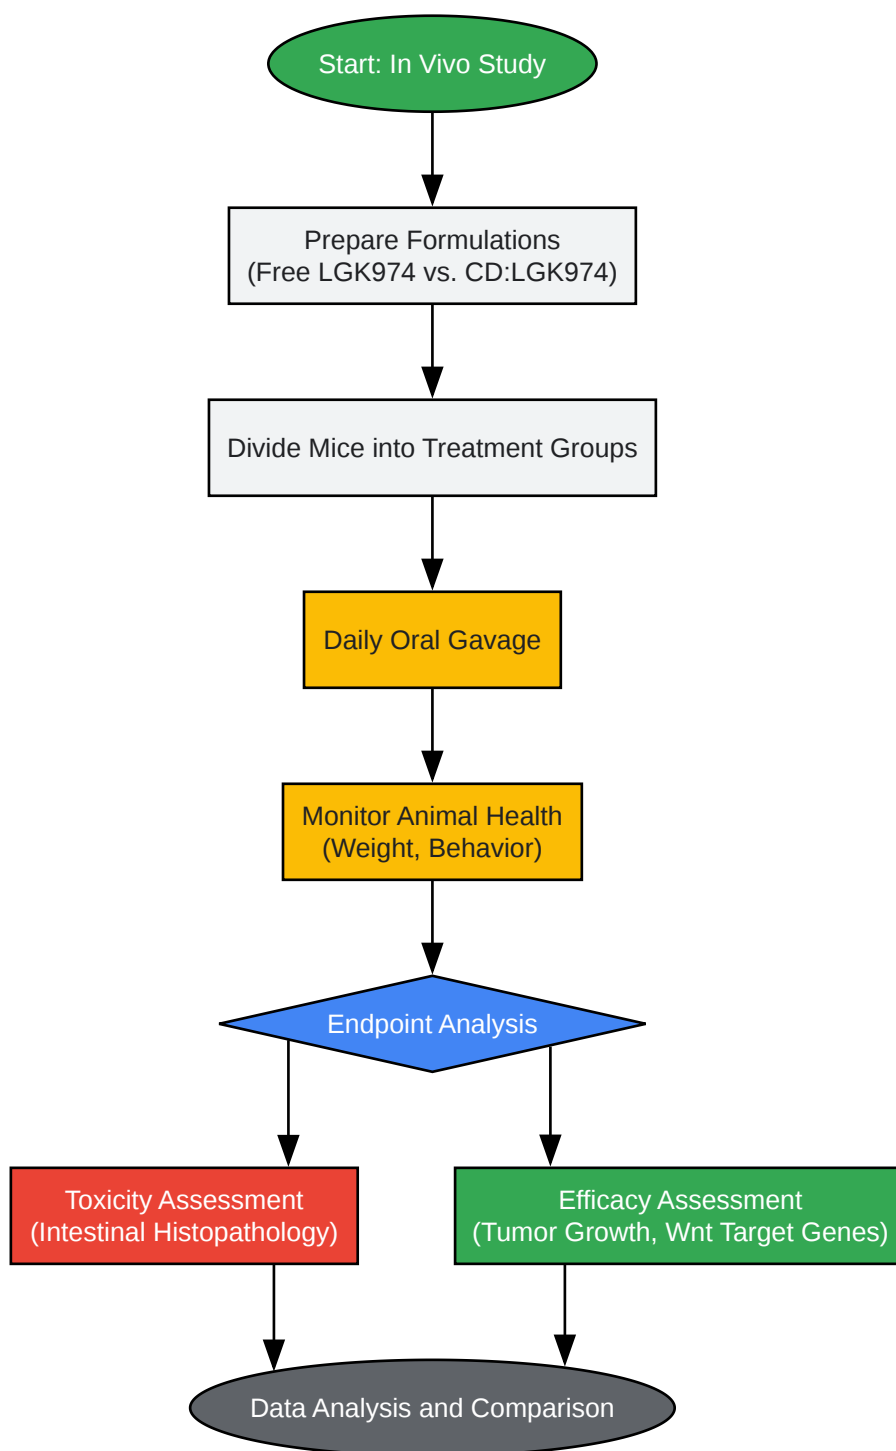 Start: In Vivo Study
Prepare Formulations
(Free LGK974 vs. CD:LGK974)
Divide Mice into Treatment Groups
Daily Oral Gavage
Monitor Animal Health
(Weight, Behavior)
Endpoint Analysis
Toxicity Assessment
(Intestinal Histopathology)
Efficacy Assessment
(Tumor Growth, Wnt Target Genes)
Data Analysis and Comparison